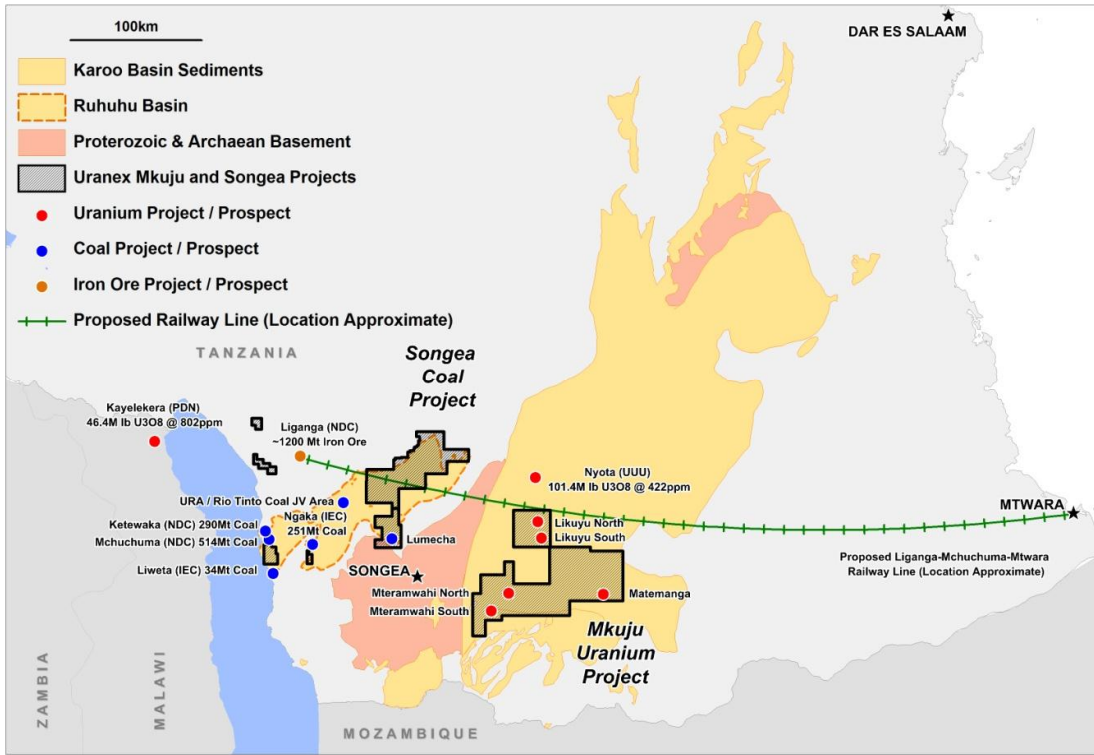 100km
Karoo Basin Sediments
Ruhuhu Basin
Proterozoic & Archaean Basement
Uranex Mkuju and Songea Projects
Uranium Project / Prospect
Coal Project / Prospect
Iron Ore Project / Prospect
Proposed Railway Line (Location Approximate)
DAR ES SALAAM
TANZANIA
Songea
Coal
Project
Kayelekera (PDN)
46.4M lb U3O8 @ 802ppm
Liganga (NDC)
~1200 Mt Iron Ore
Nyota (UUU)
101.4M lb U3O8 @ 422ppm
URA / Rio Tinto Coal JV Area
Ketewaka (NDC) 290Mt Coal
Mchuchuma (NDC) 514Mt Coal
Ngaka (IEC)
251Mt Coal
Liweta (IEC) 34Mt Coal
Lumecha
Likuyu North
Likuyu South
MTWARA
Proposed Liganga-Mchuchuma-Mtwara
Railway Line (Location Approximate)
SONGEA
Mteramwahi North
Mteramwahi South
Matemanga
Mkuju
Uranium
Project
ZAMBIA
MALAWI
MOZAMBIQUE